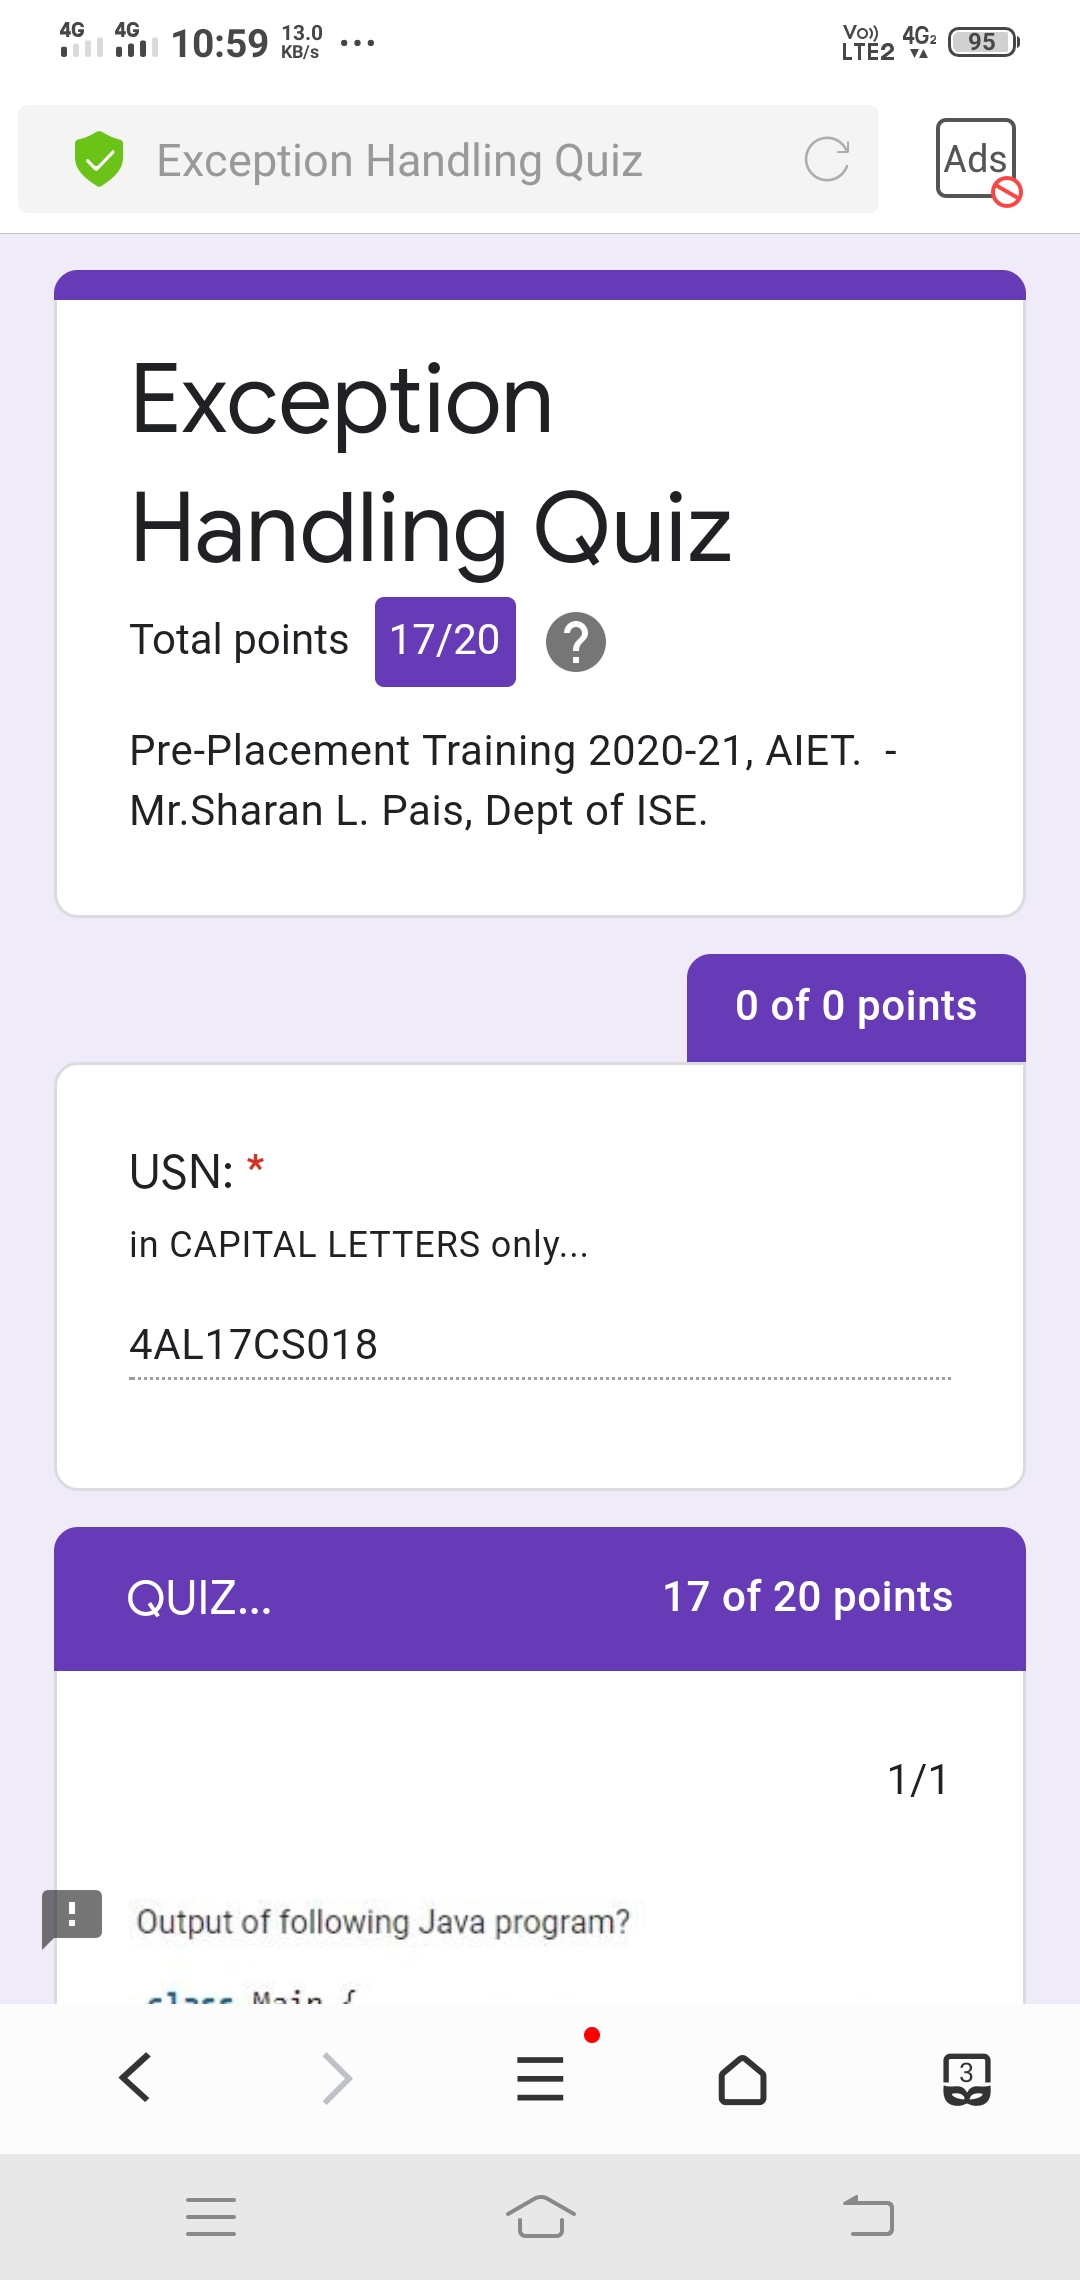 4G 4G 10:59 13.0 KB/s ... Vo)) LTE2 4G2 95
Exception Handling Quiz Ads
Exception
Handling Quiz
Total points 17/20 ?
Pre-Placement Training 2020-21, AIET. -
Mr.Sharan L. Pais, Dept of ISE.
0 of 0 points
USN: *
in CAPITAL LETTERS only...
4AL17CS018
QUIZ... 17 of 20 points
1/1
Output of following Java program?
class Main {
3